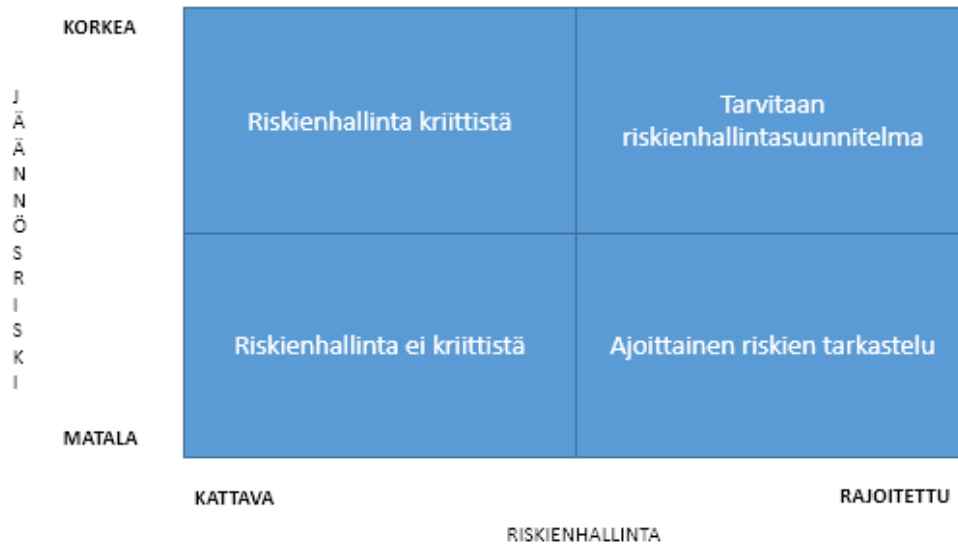 KORKEA
JÄÄNNÖSRISKI
Riskienhallinta kriittistä
Tarvitaan
riskienhallintasuunnitelma
Riskienhallinta ei kriittistä
Ajoittainen riskien tarkastelu
MATALA
KATTAVA
RAJOITETTU
RISKIENHALLINTA